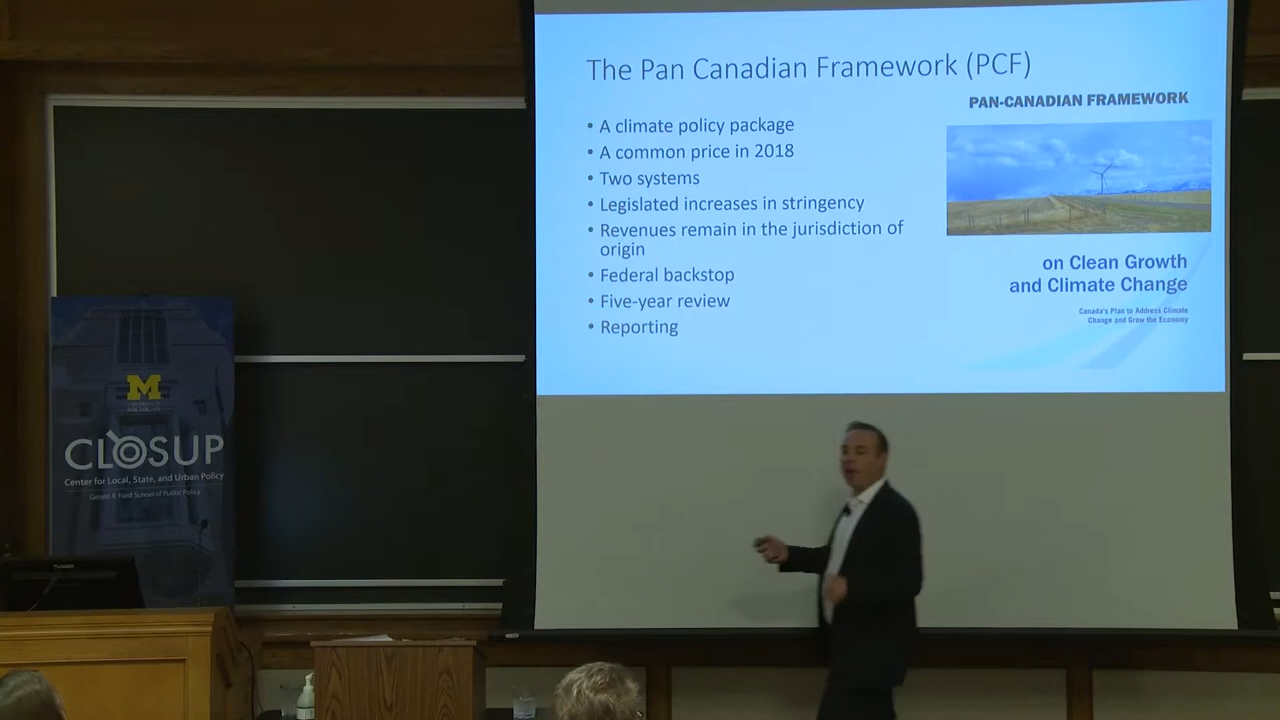 The Pan Canadian Framework (PCF)
• A climate policy package
• A common price in 2018
• Two systems
• Legislated increases in stringency
• Revenues remain in the jurisdiction of
origin
• Federal backstop
• Five-year review
• Reporting
PAN-CANADIAN FRAMEWORK
on Clean Growth
and Climate Change
Canada's Plan to Address Climate
Change and Grow the Economy
M
MICHIGAN
CLOSUP
Center for Local, State, and Urban Policy
Gerald R. Ford School of Public Policy